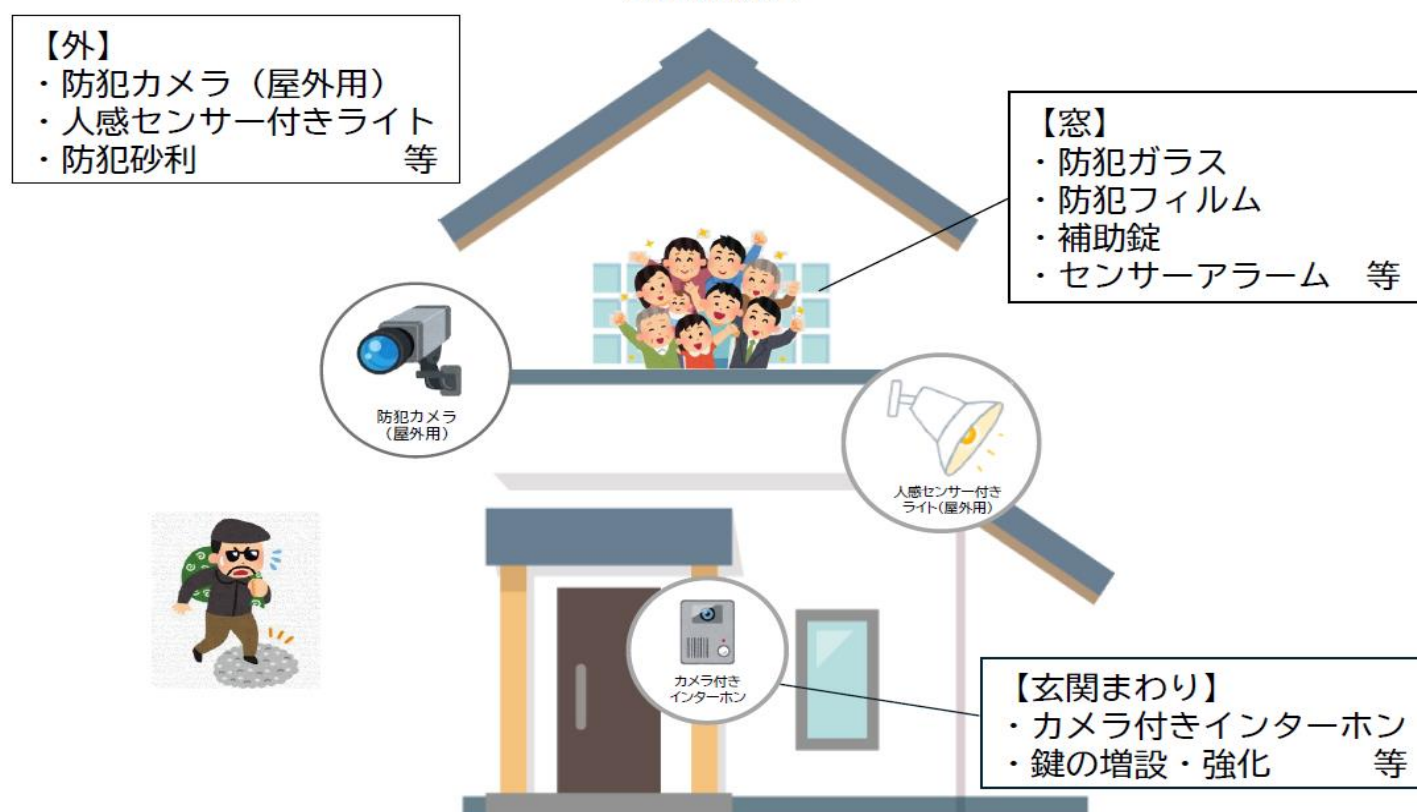 【外】
・防犯カメラ（屋外用）
・人感センサー付きライト
・防犯砂利　　　　　等
【窓】
・防犯ガラス
・防犯フィルム
・補助錠
・センサーアラーム　等
防犯カメラ
（屋外用）
人感センサー付き
ライト（屋外用）
カメラ付き
インターホン
【玄関まわり】
・カメラ付きインターホン
・鍵の増設・強化　　　等